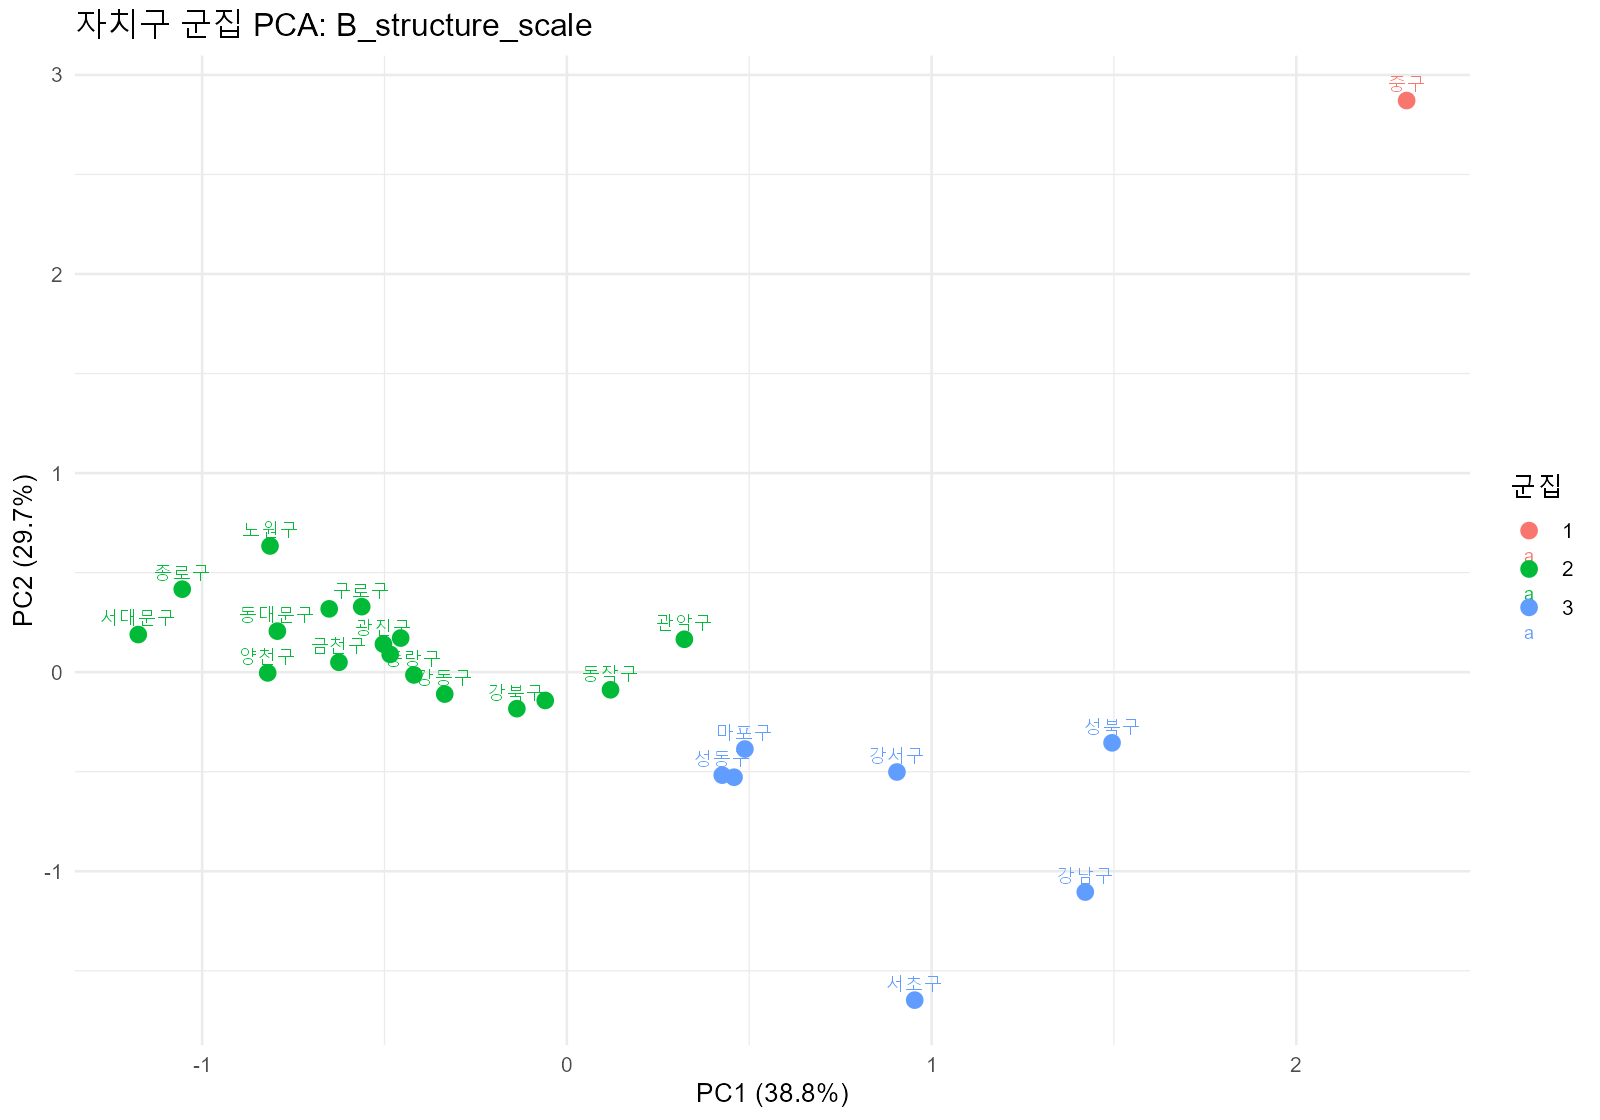 자치구 군집 PCA: B_structure_scale
3
중구
2
1
노원구
종로구
구로구
서대문구
동대문구
관악구
광진구
금천구
양천구
중랑구
0
동작구
강동구
강북구
마포구
성북구
성동구
강서구
-1
강남구
서초구
-1
0
1
2
PC1 (38.8%)
PC2 (29.7%)
군집
1
a
2
a
3
a